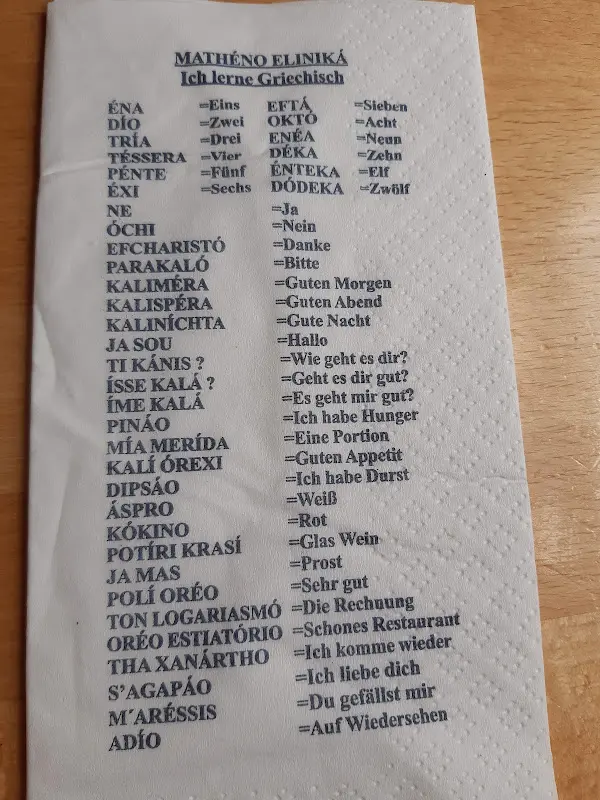 MATHÉNO ELINIKÁ
Ich lerne Griechisch
ÉNA =Eins EFTÁ =Sieben
DÍO =Zwei OKTÓ =Acht
TRÍA =Drei ENÉA =Neun
TÉSSERA =Vier DÉKA =Zehn
PÉNTE =Fünf ÉNTEKA =Elf
ÉXI =Sechs DÓDEKA =Zwölf
NE =Ja
ÓCHI =Nein
EFCHARISTÓ =Danke
PARAKALÓ =Bitte
KALIMÉRA =Guten Morgen
KALISPÉRA =Guten Abend
KALINÍCHTA =Gute Nacht
JA SOU =Hallo
TI KÁNIS ? =Wie geht es dir?
ÍSSE KALÁ ? =Geht es dir gut?
ÍME KALÁ =Es geht mir gut?
PINÁO =Ich habe Hunger
MÍA MERÍDA =Eine Portion
KALÍ ÓREXI =Guten Appetit
DIPSÁO =Ich habe Durst
ÁSPRO =Weiß
KÓKINO =Rot
POTÍRI KRASÍ =Glas Wein
JA MAS =Prost
POLÍ ORÉO =Sehr gut
TON LOGARIASMÓ =Die Rechnung
ORÉO ESTIATÓRIO =Schones Restaurant
THA XANÁRTHO =Ich komme wieder
S'AGAPÁO =Ich liebe dich
M´ARÉSSIS =Du gefällst mir
ADÍO =Auf Wiedersehen